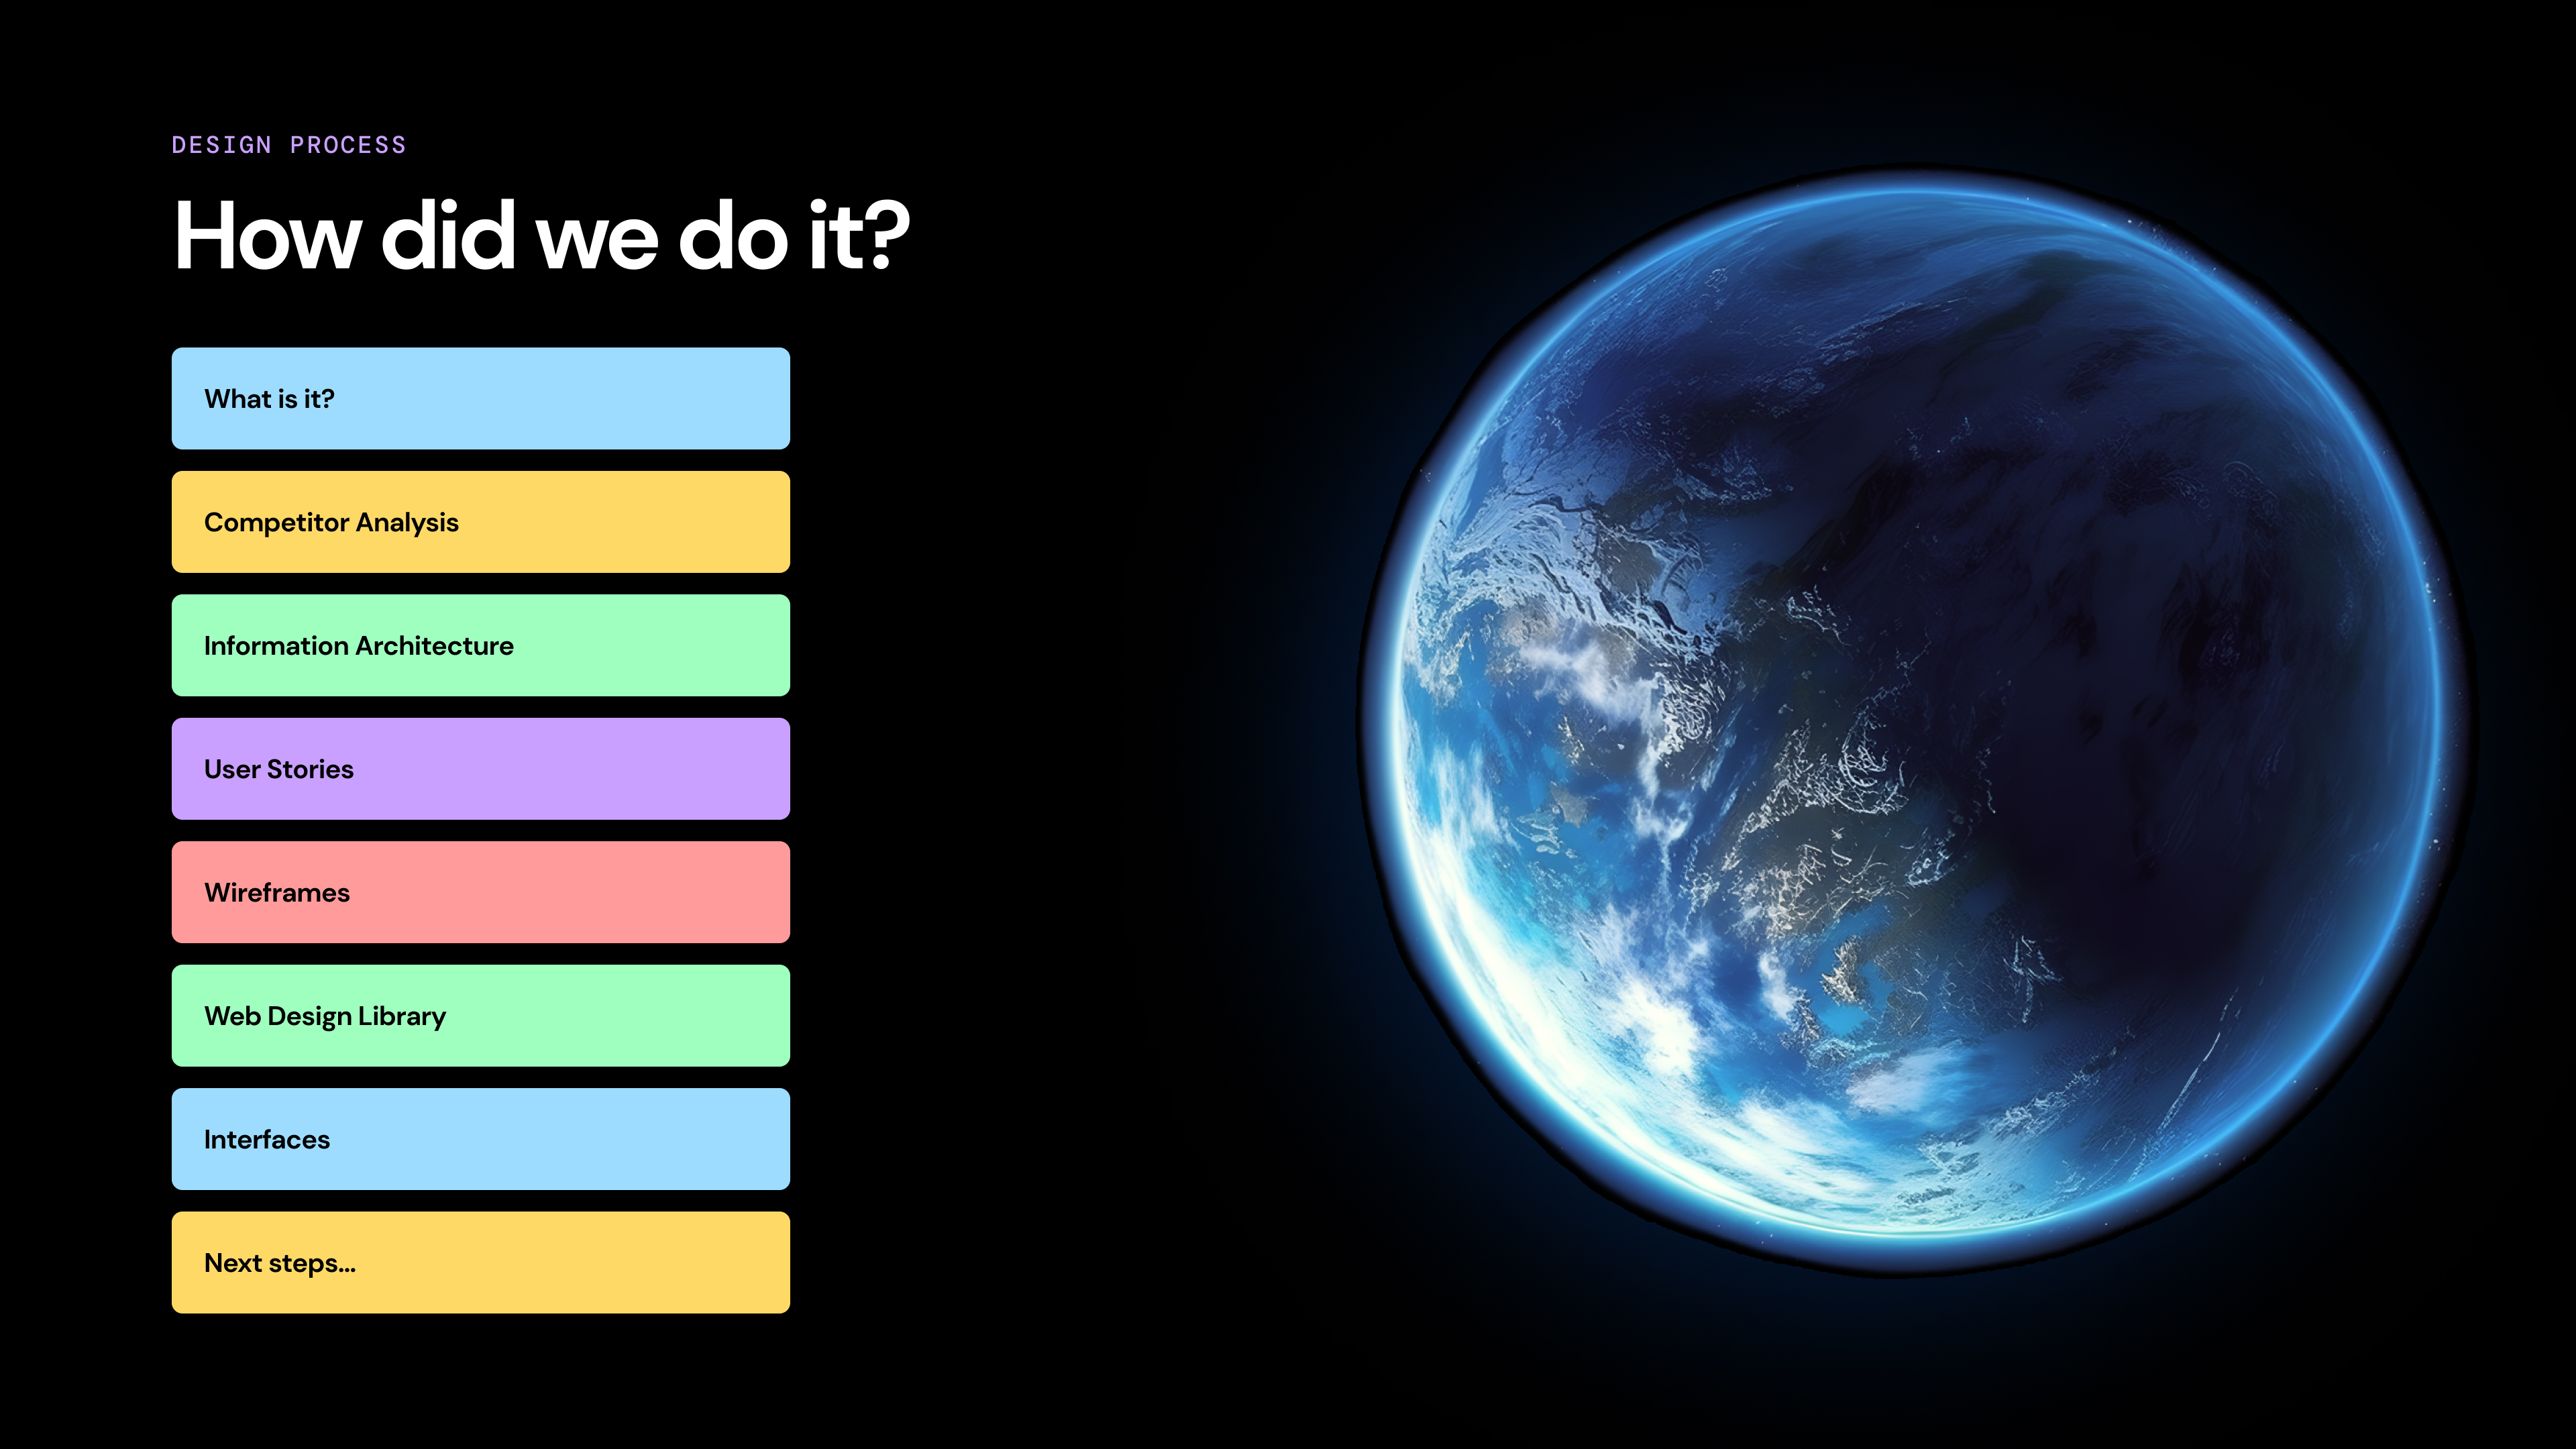 DESIGN PROCESS
How did we do it?
What is it?
Competitor Analysis
Information Architecture
User Stories
Wireframes
Web Design Library
Interfaces
Next steps...